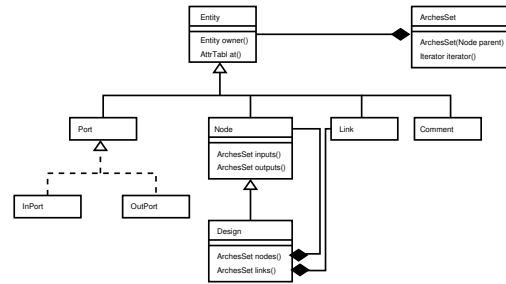 Entity
Entity owner()
AttrTabl at()
ArchesSet
ArchesSet(Node parent)
Iterator iterator()
Port
Node
ArchesSet inputs()
ArchesSet outputs()
Link
Comment
InPort
OutPort
Design
ArchesSet nodes()
ArchesSet links()